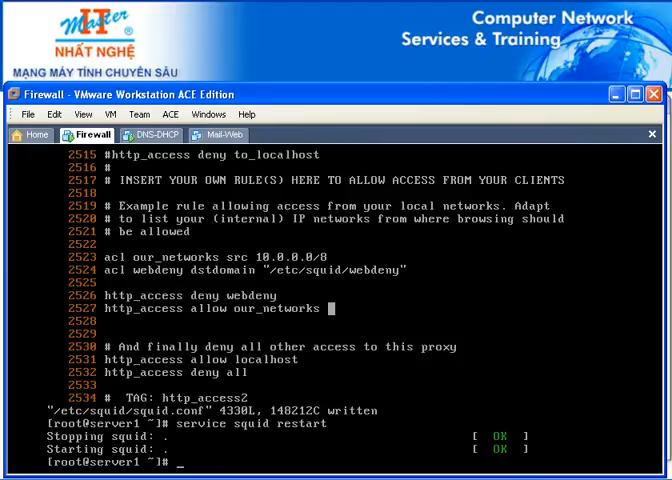 Master
IT
®
NHẤT NGHỆ
MẠNG MÁY TÍNH CHUYÊN SÂU
Computer Network
Services & Training
Firewall - VMware Workstation ACE Edition
File Edit View VM Team ACE Windows Help
Home Firewall DNS-DHCP Mail-Web
2515 #http_access deny to_localhost
2516 #
2517 # INSERT YOUR OWN RULE(S) HERE TO ALLOW ACCESS FROM YOUR CLIENTS
2518
2519 # Example rule allowing access from your local networks. Adapt
2520 # to list your (internal) IP networks from where browsing should
2521 # be allowed
2522
2523 acl our_networks src 10.0.0.0/8
2524 acl webdeny dstdomain "/etc/squid/webdeny"
2525
2526 http_access deny webdeny
2527 http_access allow our_networks
2528
2529
2530 # And finally deny all other access to this proxy
2531 http_access allow localhost
2532 http_access deny all
2533
2534 # TAG: http_access2
"/etc/squid/squid.conf" 4330L, 148212C written
[root@server1 ~]# service squid restart
Stopping squid: . [ OK ]
Starting squid: . [ OK ]
[root@server1 ~]# _